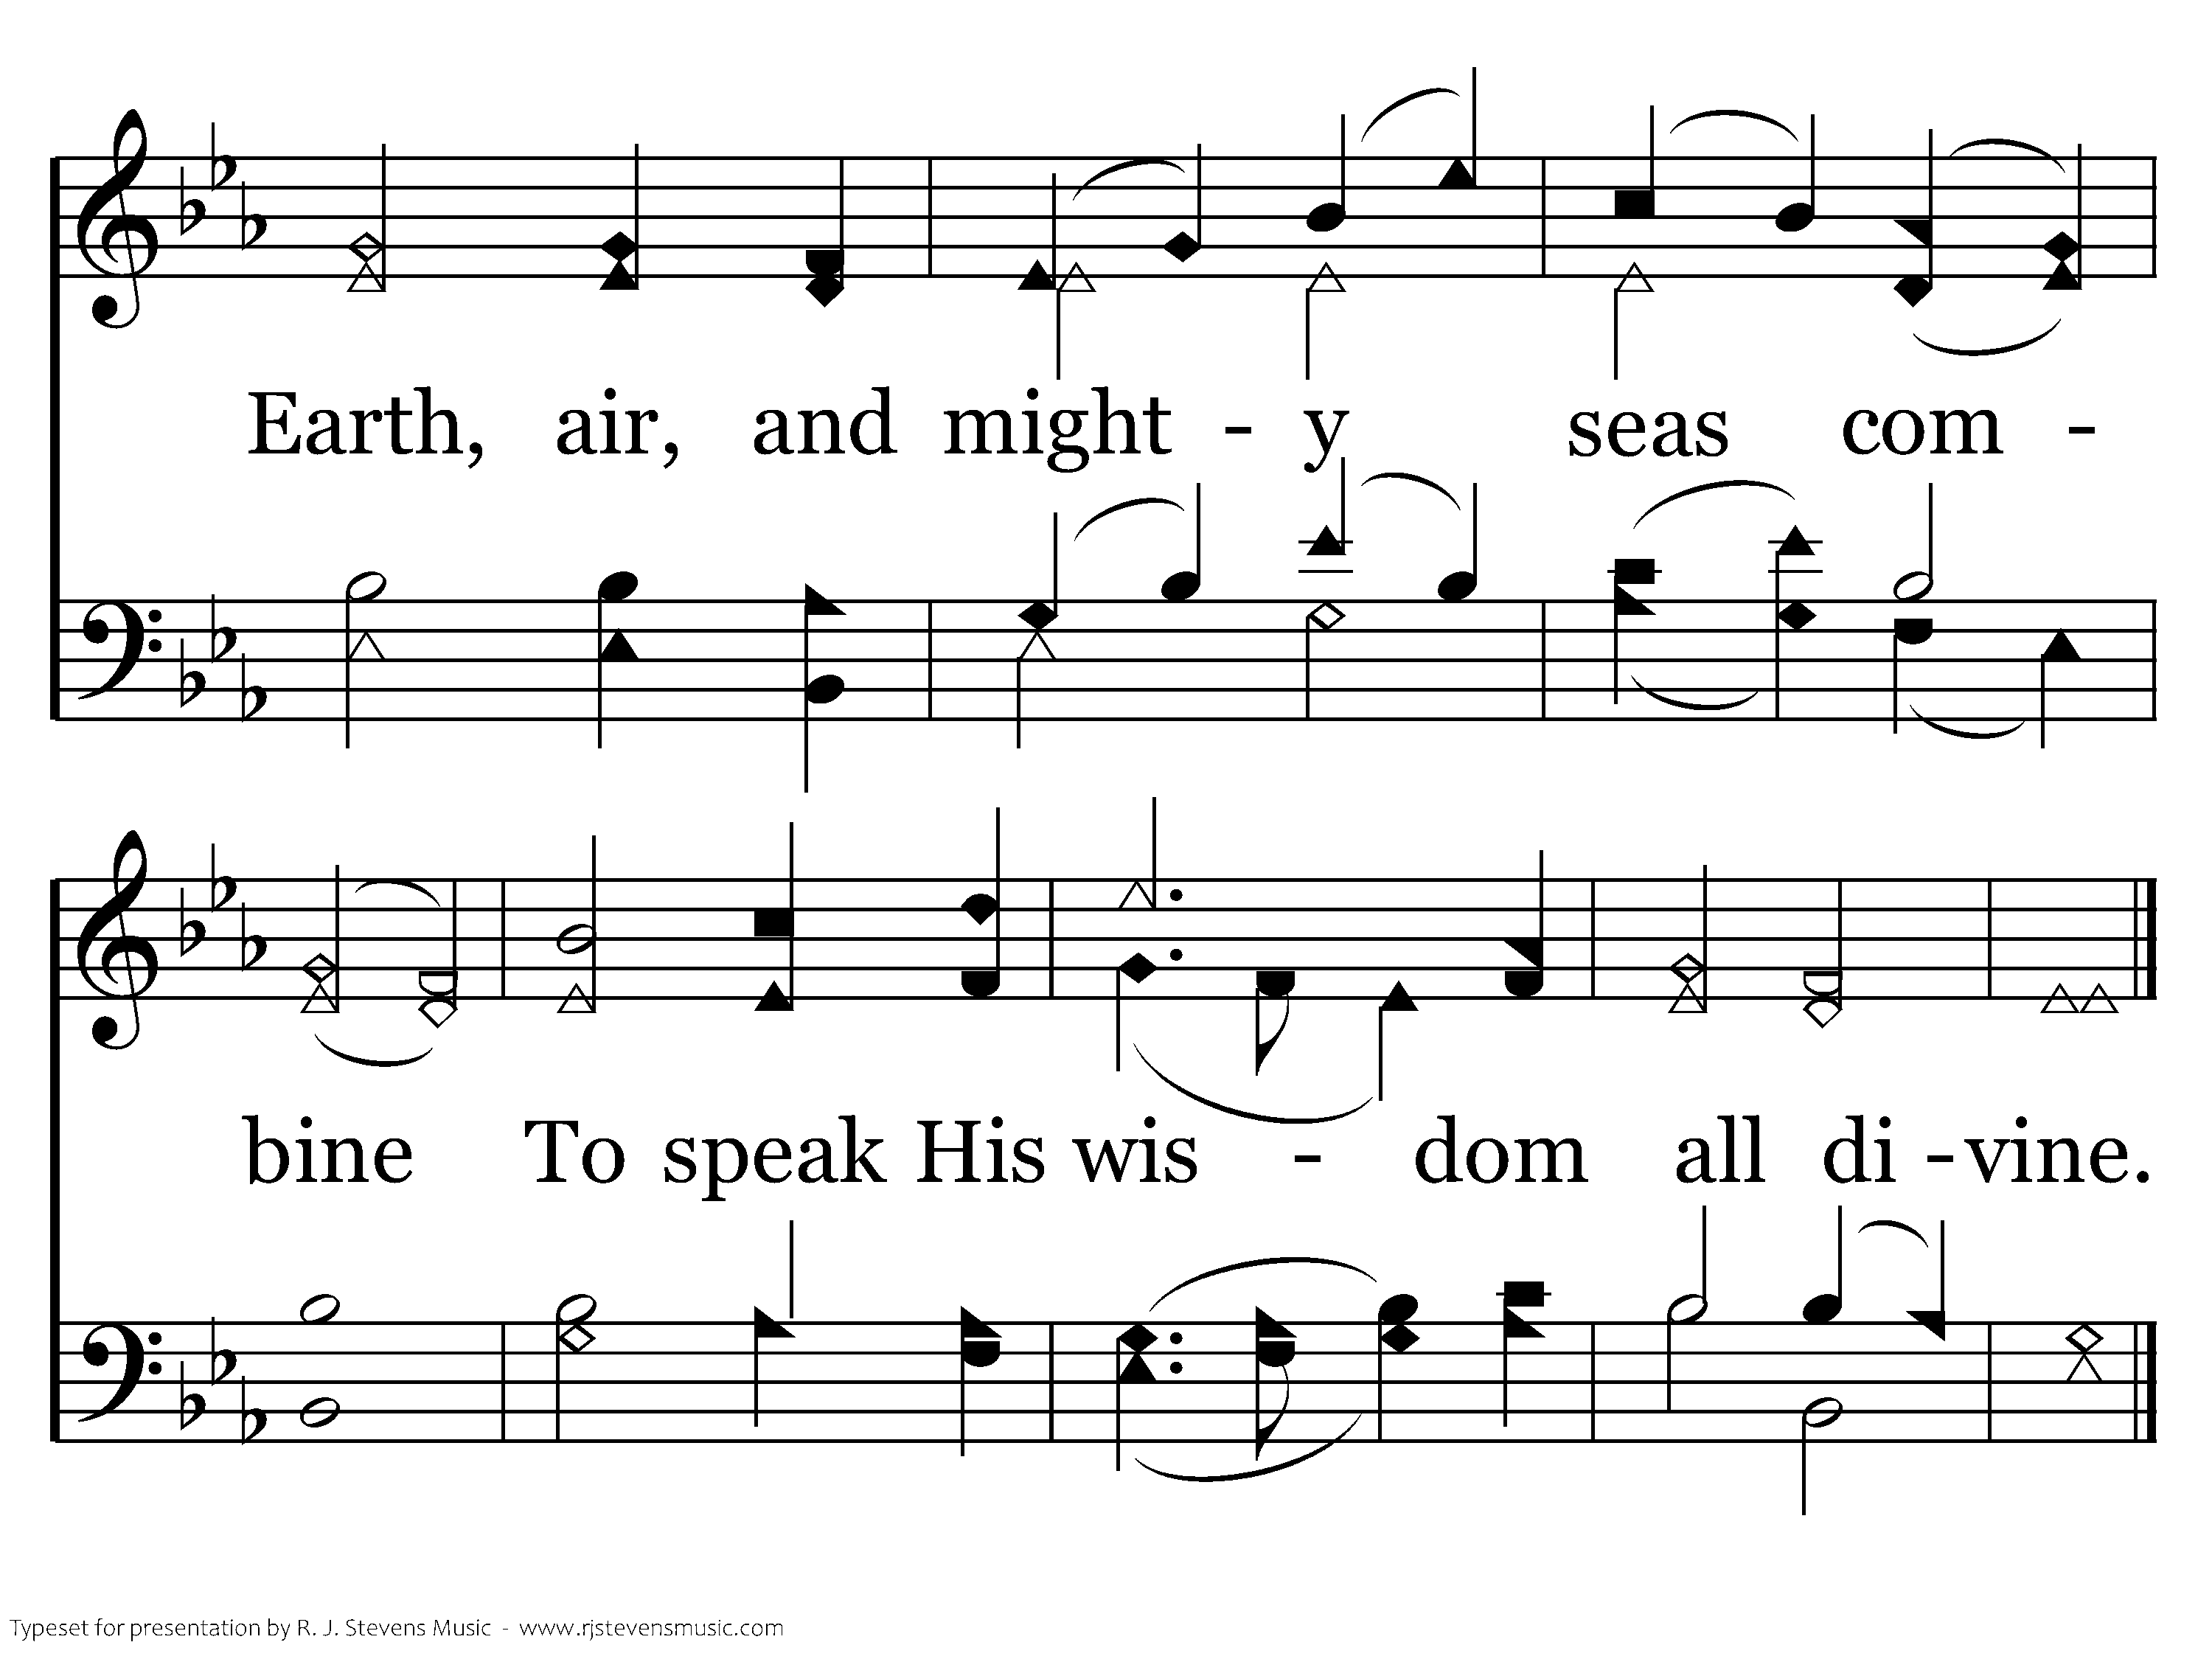 Earth, air, and might - y seas com -
bine To speak His wis - dom all di - vine.
Typeset for presentation by R. J. Stevens Music - www.rjstevensmusic.com